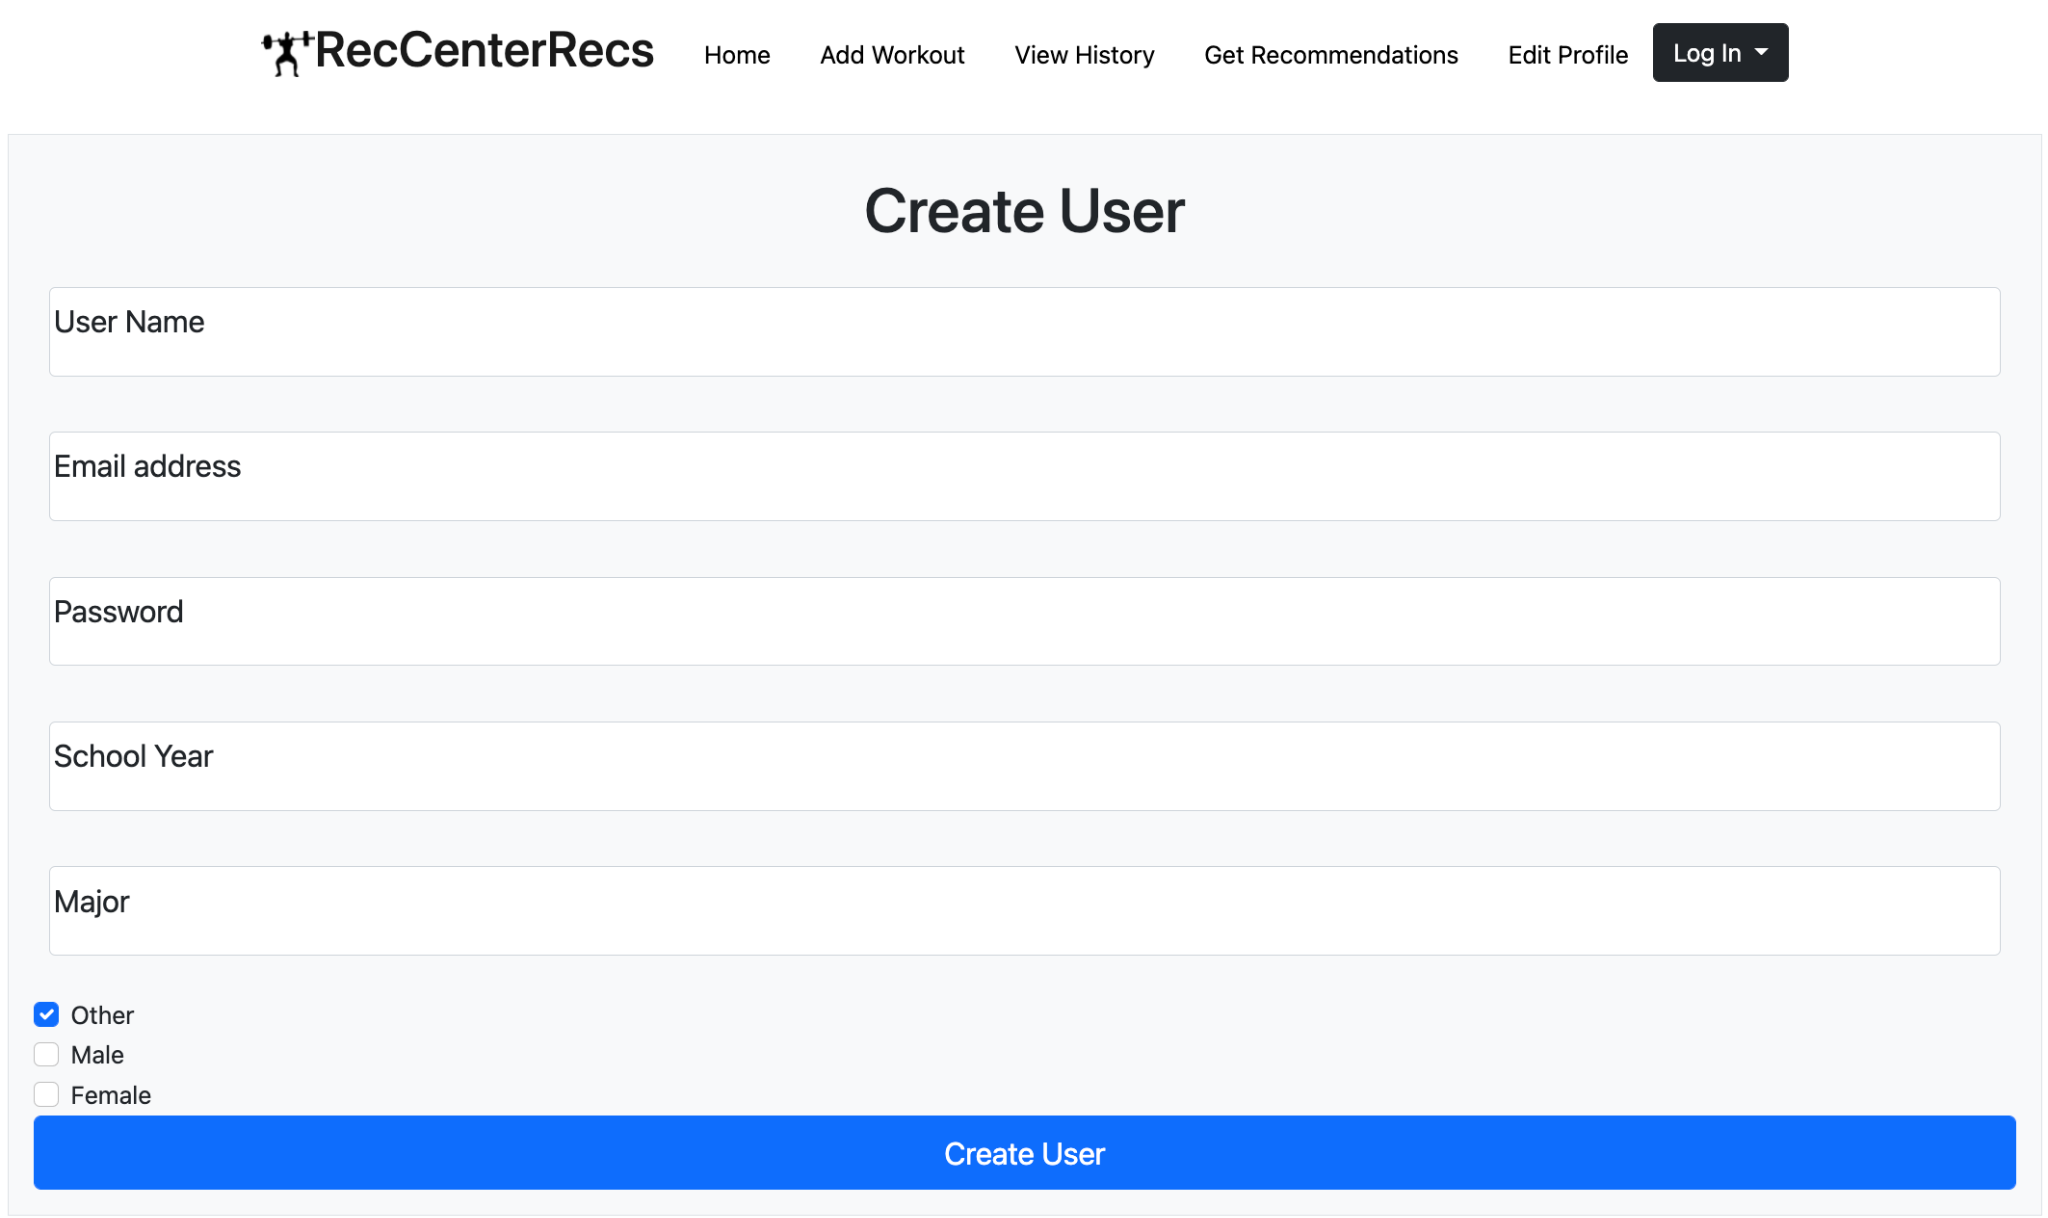 RecCenterRecs Home Add Workout View History Get Recommendations Edit Profile Log In
Create User
User Name
Email address
Password
School Year
Major
Other
Male
Female
Create User